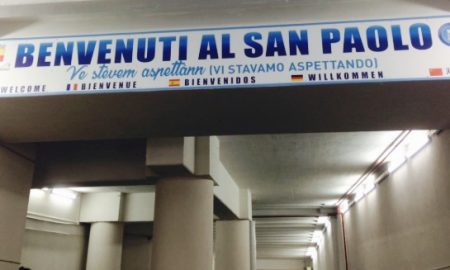 BENVENUTI AL SAN PAOLO
Ve stevem aspettann (VI STAVAMO ASPETTANDO)
WELCOME BIENVENUE BIENVENIDOS WILLKOMMEN